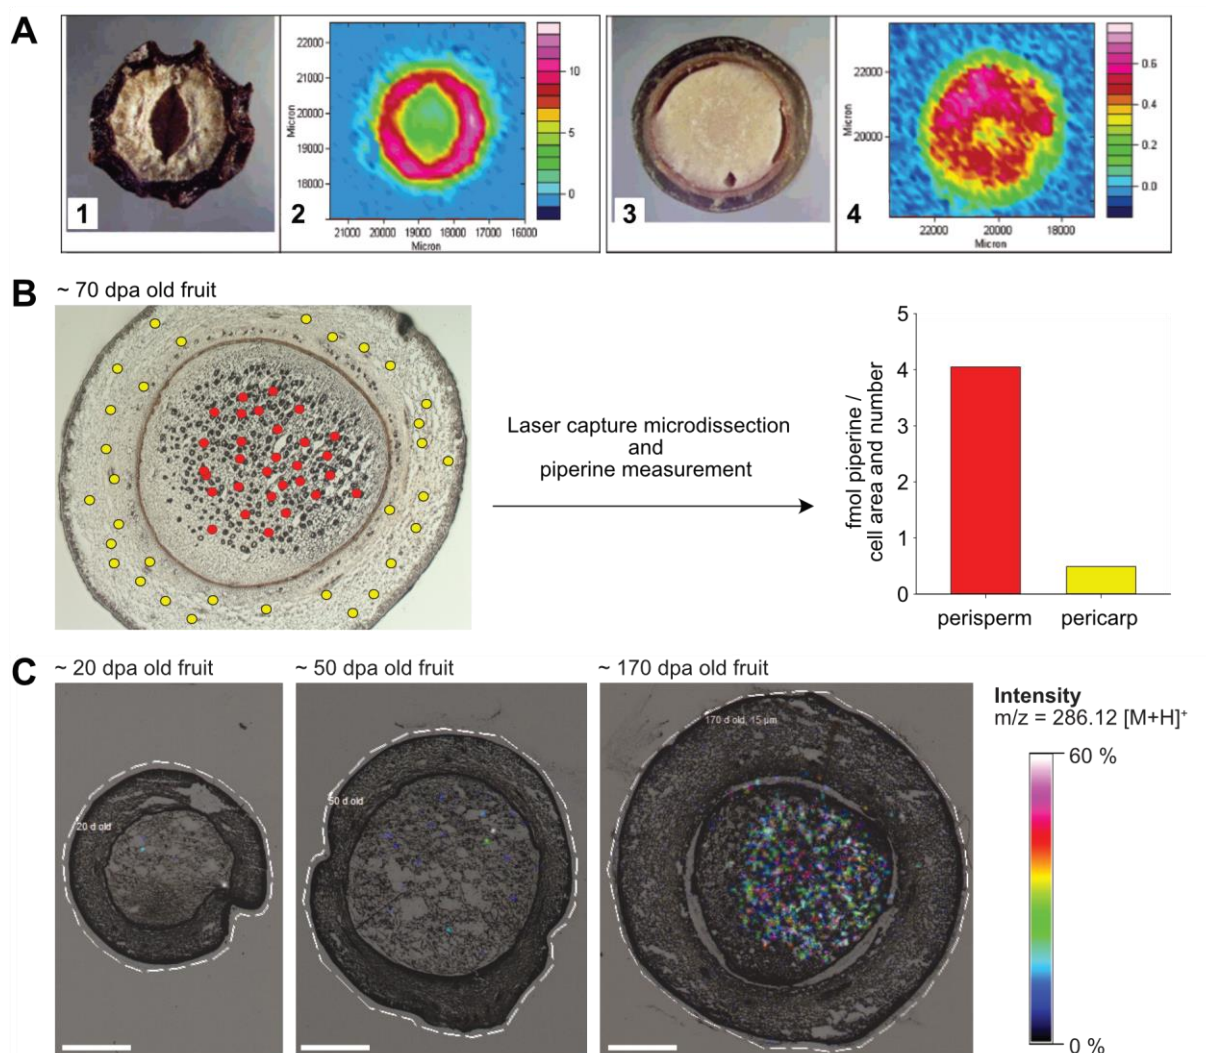 A
1
2
22000
21000
20000
19000
18000
Micron
21000 20000 19000 18000 17000 16000
Micron
10
5
0
3
4
22000
20000
Micron
22000 20000 18000
Micron
0.6
0.4
0.2
0.0
B
~ 70 dpa old fruit
Laser capture microdissection
and
piperine measurement
fmol piperine /
cell area and number
5
4
3
2
1
0
perisperm pericarp
C
~ 20 dpa old fruit
~ 50 dpa old fruit
~ 170 dpa old fruit
20 d old
50 d old
170 d old, 15 µm
Intensity
m/z = 286.12 [M+H]⁺
60 %
0 %